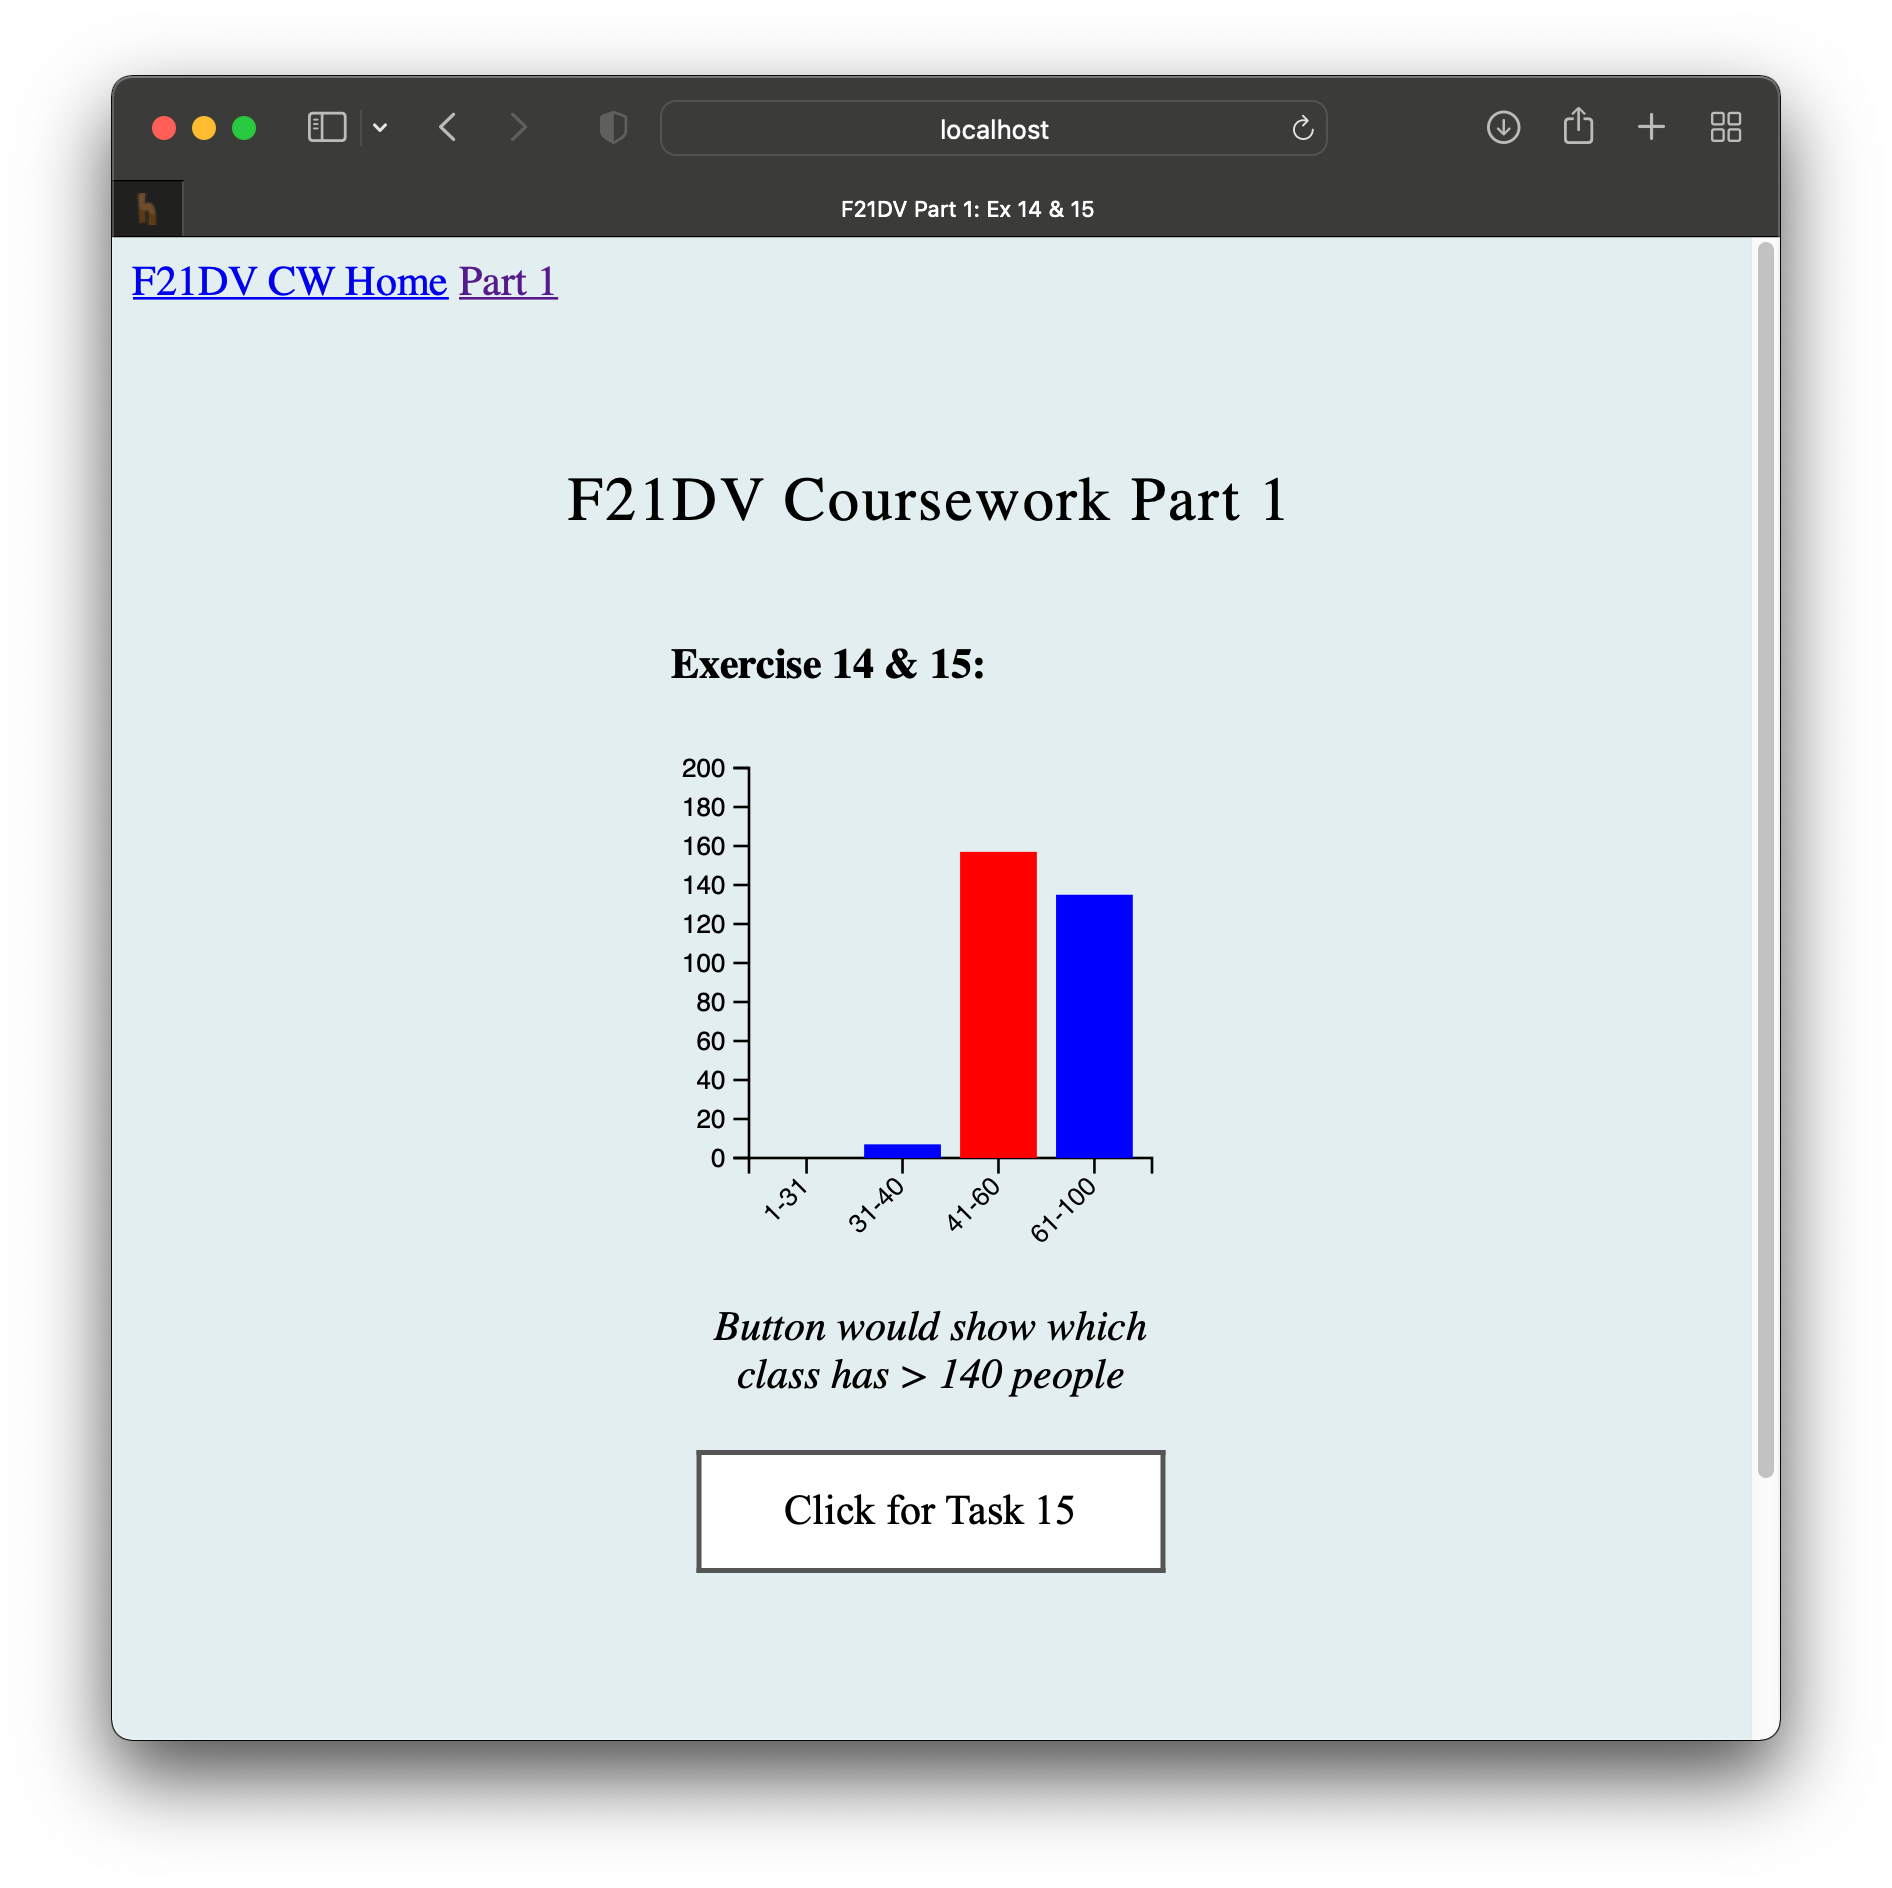 localhost
h
F21DV Part 1: Ex 14 & 15
F21DV CW Home Part 1
F21DV Coursework Part 1
Exercise 14 & 15:
200
180
160
140
120
100
80
60
40
20
0
1-31
31-40
41-60
61-100
Button would show which
class has > 140 people
Click for Task 15